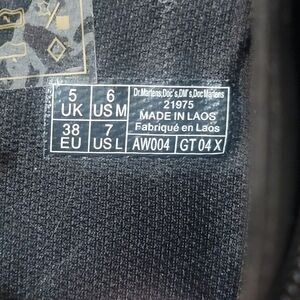 5 UK 6 US M
38 EU 7 US L
Dr.Martens,Doc's,DM's,Doc Martens
21975
MADE IN LAOS
Fabriqué en Laos
AW004 GT 04 X